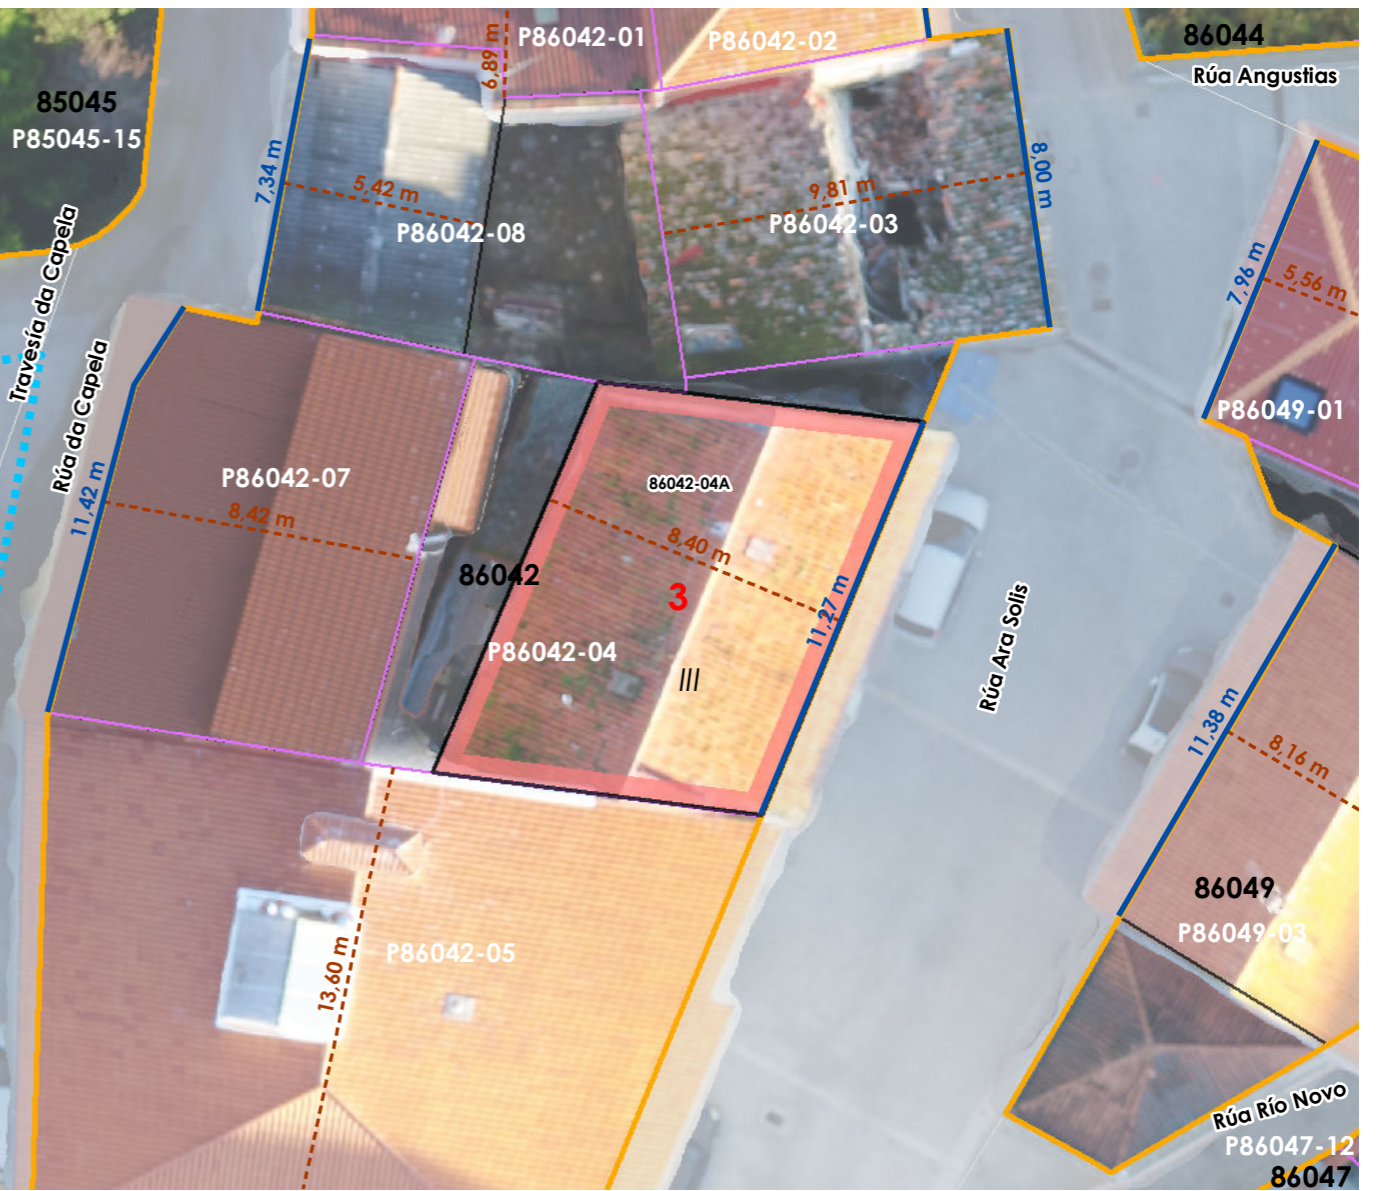 P86042-01
P86042-02
86044
Rúa Angustias
6,89 m
85045
P85045-15
7,34 m
5,42 m
P86042-08
9,81 m
P86042-03
8,00 m
Travesía da Capela
Rúa da Capela
7,96 m
5,56 m
P86049-01
11,42 m
P86042-07
8,42 m
86042-04A
8,40 m
86042
3
P86042-04
III
11,27 m
Rúa Ara Solis
11,38 m
8,16 m
86049
P86049-03
P86042-05
13,60 m
Rúa Río Novo
P86047-12
86047